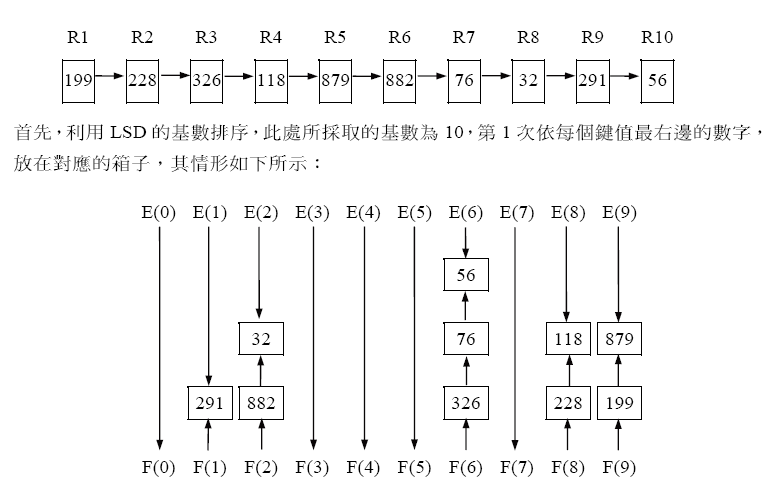 R1 R2 R3 R4 R5 R6 R7 R8 R9 R10
199 228 326 118 879 882 76 32 291 56
首先，利用 LSD 的基數排序，此處所採取的基數為 10，第 1 次依每個鍵值最右邊的數字，
放在對應的箱子，其情形如下所示：
E(0) E(1) E(2) E(3) E(4) E(5) E(6) E(7) E(8) E(9)
56
32 76 118 879
291 882 326 228 199
F(0) F(1) F(2) F(3) F(4) F(5) F(6) F(7) F(8) F(9)